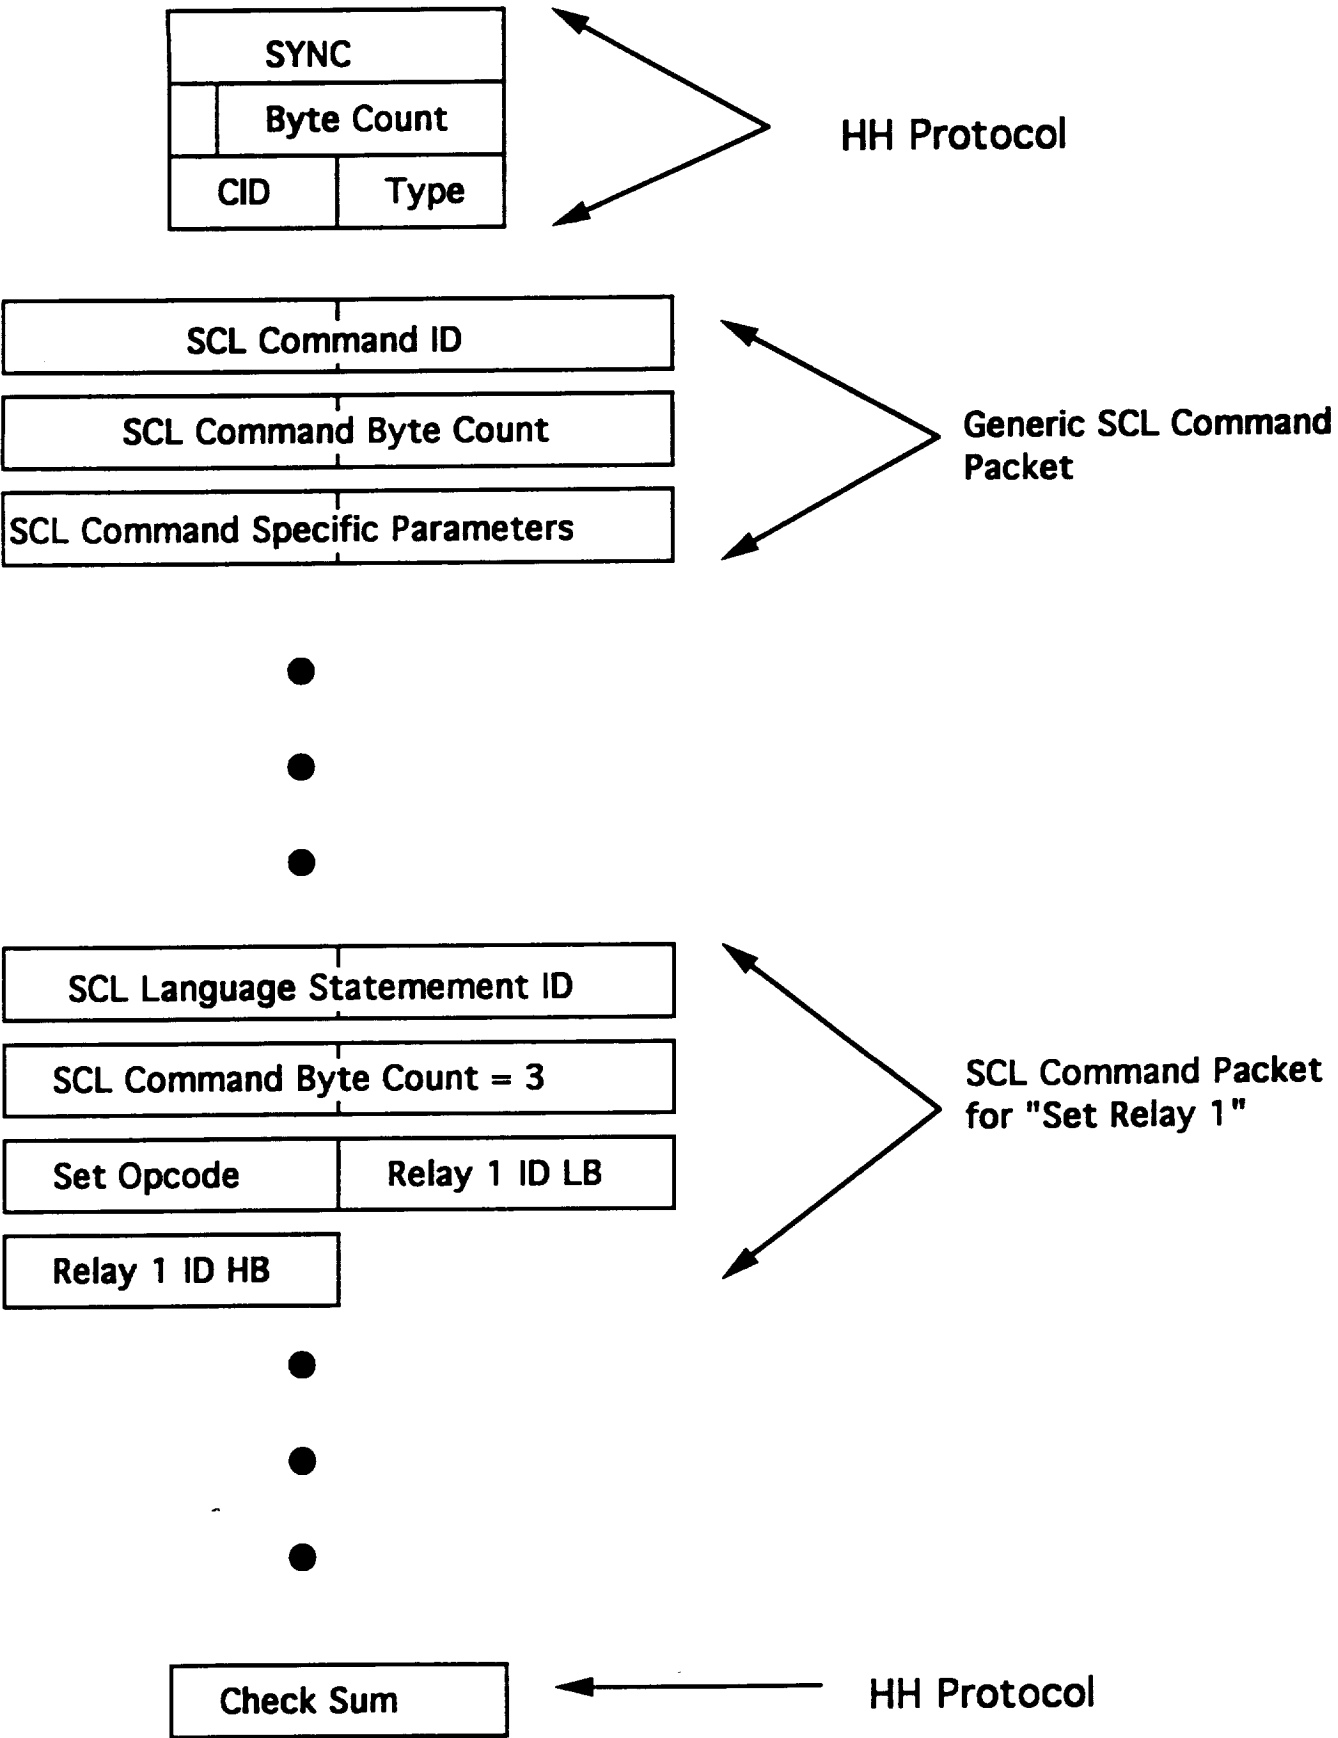 SYNC
Byte Count
CID Type
HH Protocol
SCL Command ID
SCL Command Byte Count
SCL Command Specific Parameters
Generic SCL Command
Packet
SCL Language Statemement ID
SCL Command Byte Count = 3
Set Opcode Relay 1 ID LB
Relay 1 ID HB
SCL Command Packet
for "Set Relay 1"
Check Sum
HH Protocol